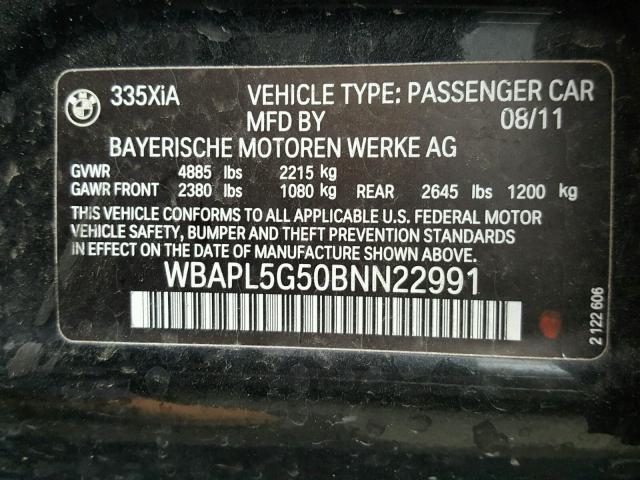 BMW
335XiA VEHICLE TYPE: PASSENGER CAR
MFD BY 08/11
BAYERISCHE MOTOREN WERKE AG
GVWR 4885 lbs 2215 kg
GAWR FRONT 2380 lbs 1080 kg REAR 2645 lbs 1200 kg
THIS VEHICLE CONFORMS TO ALL APPLICABLE U.S. FEDERAL MOTOR
VEHICLE SAFETY, BUMPER AND THEFT PREVENTION STANDARDS
IN EFFECT ON THE DATE OF MANUFACTURE SHOWN ABOVE.
WBAPL5G50BNN22991
2 122 606